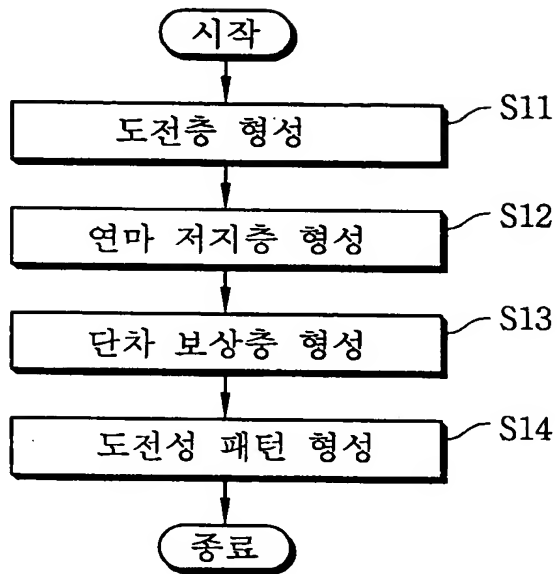 시작
도전층 형성
S11
연마 저지층 형성
S12
단차 보상충 형성
S13
도전성 패턴 형성
S14
종료